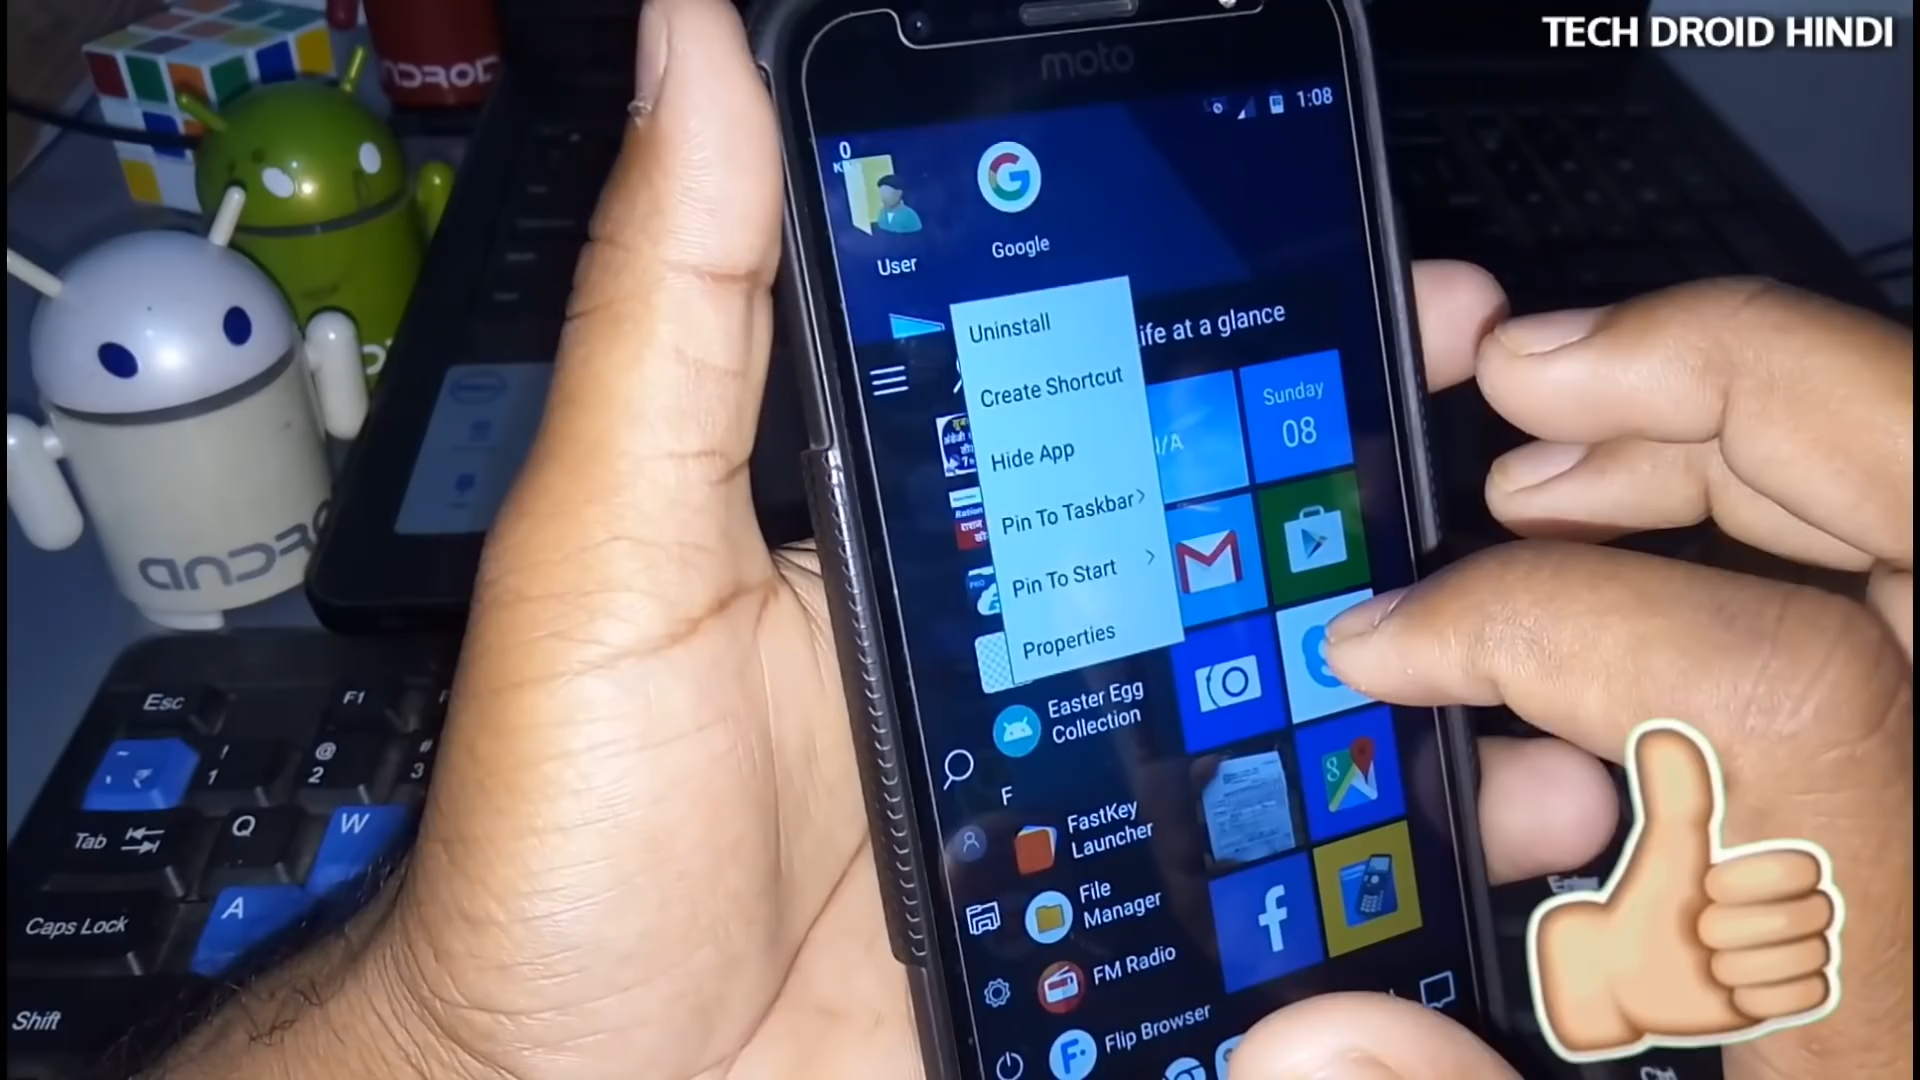 TECH DROID HINDI
moto
1:08
0
User
Google
Uninstall
Create Shortcut
Hide App
Pin To Taskbar
Pin To Start
Properties
ife at a glance
Sunday
08
Easter Egg
Collection
F
FastKey
Launcher
File
Manager
FM Radio
Flip Browser
Esc
F1
!
1
@
2
#
3
Tab
Q
W
Caps Lock
A
Shift
Enter
Ctrl